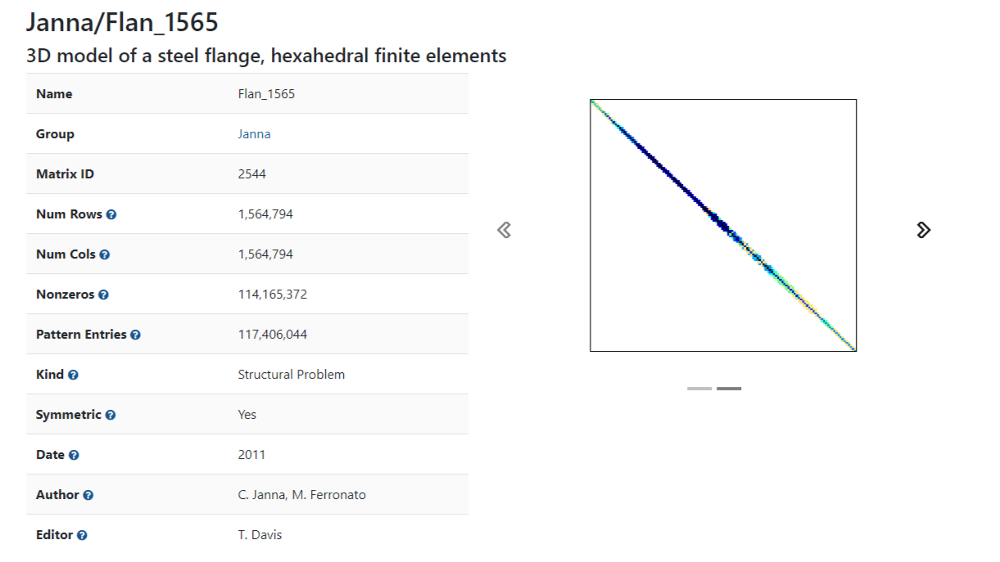 Janna/Flan_1565
3D model of a steel flange, hexahedral finite elements
Name Flan_1565
Group Janna
Matrix ID 2544
Num Rows 1,564,794
Num Cols 1,564,794
Nonzeros 114,165,372
Pattern Entries 117,406,044
Kind Structural Problem
Symmetric Yes
Date 2011
Author C. Janna, M. Ferronato
Editor T. Davis